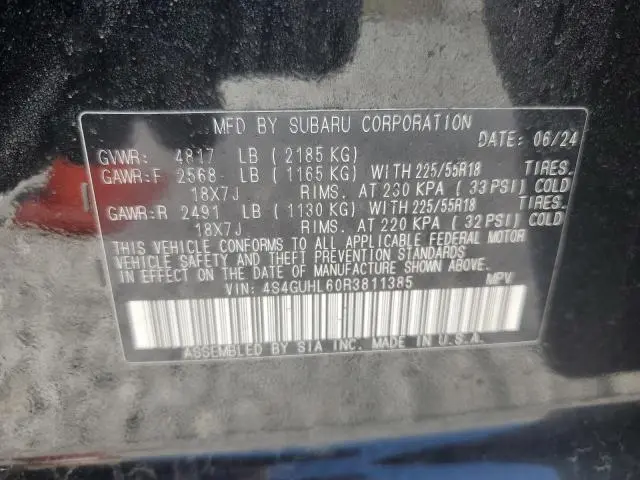 MFD BY SUBARU CORPORATION
DATE: 06/24
GVWR: 4817 LB ( 2185 KG)
GAWR:F 2568 LB ( 1165 KG) WITH 225/55R18 TIRES.
18X7J RIMS. AT 230 KPA ( 33 PSI) COLD
GAWR:R 2491 LB ( 1130 KG) WITH 225/55R18 TIRES.
18X7J RIMS. AT 220 KPA ( 32 PSI) COLD
THIS VEHICLE CONFORMS TO ALL APPLICABLE FEDERAL MOTOR
VEHICLE SAFETY AND THEFT PREVENTION STANDARDS
IN EFFECT ON THE DATE OF MANUFACTURE SHOWN ABOVE.
VIN: 4S4GUHL60R3811385 MPV
ASSEMBLED BY SIA INC. MADE IN U.S.A.